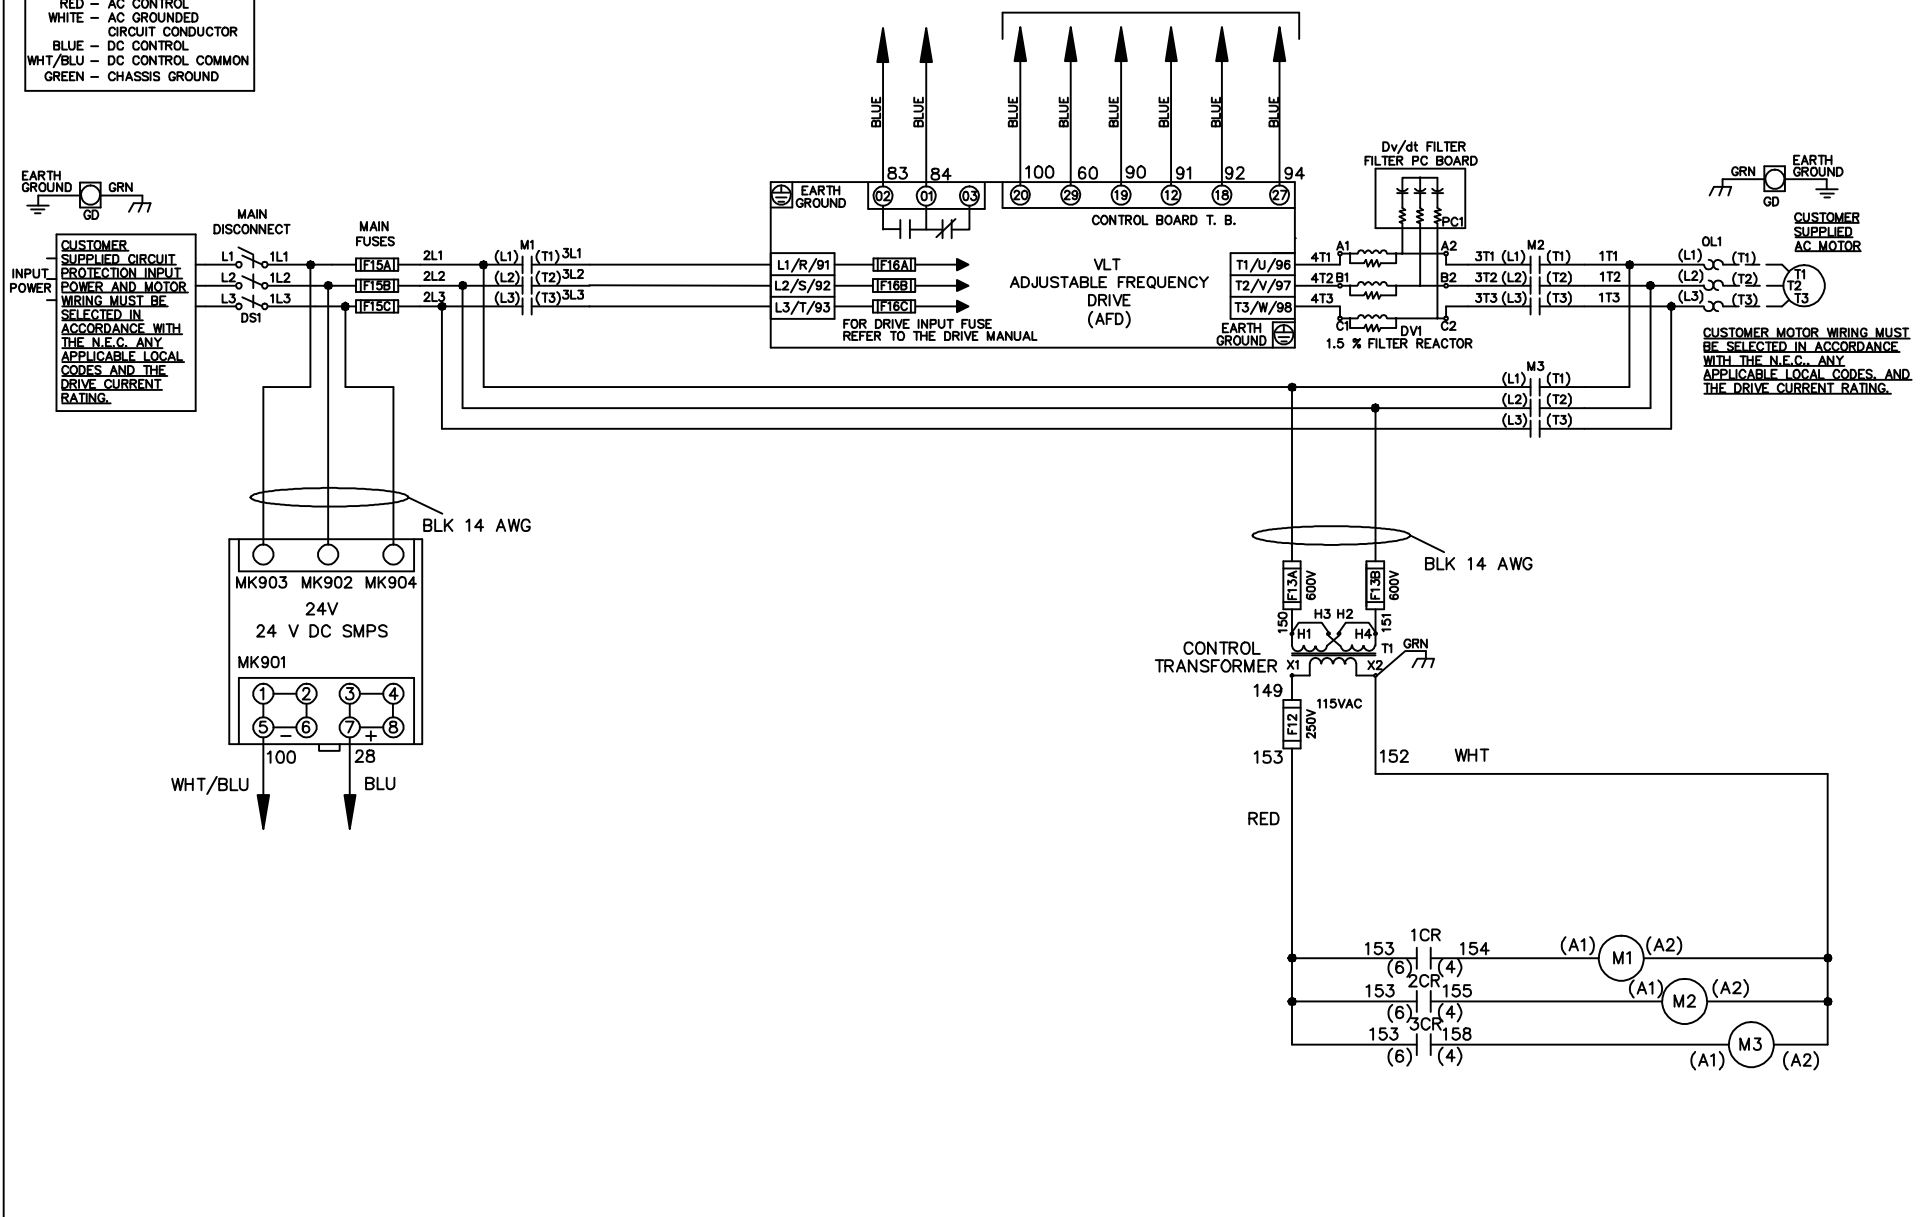 RED – AC CONTROL
WHITE – AC GROUNDED
CIRCUIT CONDUCTOR
BLUE – DC CONTROL
WHT/BLU – DC CONTROL COMMON
GREEN – CHASSIS GROUND
BLUE
BLUE
BLUE
BLUE
BLUE
BLUE
BLUE
BLUE
83
84
100
60
90
91
92
94
EARTH
GROUND
02
01
03
20
29
19
12
18
27
CONTROL BOARD T. B.
EARTH
GROUND
GRN
GD
MAIN
DISCONNECT
MAIN
FUSES
INPUT
POWER
CUSTOMER
SUPPLIED CIRCUIT
PROTECTION INPUT
POWER AND MOTOR
WIRING MUST BE
SELECTED IN
ACCORDANCE WITH
THE N.E.C. ANY
APPLICABLE LOCAL
CODES AND THE
DRIVE CURRENT
RATING.
L1 1L1 F15A 2L1
L2 1L2 F15B 2L2
L3 1L3 F15C 2L3
DS1
M1
(L1) (T1) 3L1
(L2) (T2) 3L2
(L3) (T3) 3L3
L1/R/91 F16A
L2/S/92 F16B
L3/T/93 F16C
FOR DRIVE INPUT FUSE
REFER TO THE DRIVE MANUAL
VLT
ADJUSTABLE FREQUENCY
DRIVE
(AFD)
T1/U/96
T2/V/97
T3/W/98
EARTH
GROUND
Dv/dt FILTER
FILTER PC BOARD
PC1
4T1 A1 A2
4T2 B1 B2
4T3 C1 C2
DV1
1.5 % FILTER REACTOR
M2
3T1 (L1) (T1) 1T1
3T2 (L2) (T2) 1T2
3T3 (L3) (T3) 1T3
OL1
(L1) (T1)
(L2) (T2)
(L3) (T3)
T1
T2
T3
GRN
EARTH
GROUND
GD
CUSTOMER
SUPPLIED
AC MOTOR
CUSTOMER MOTOR WIRING MUST
BE SELECTED IN ACCORDANCE
WITH THE N.E.C., ANY
APPLICABLE LOCAL CODES, AND
THE DRIVE CURRENT RATING.
M3
(L1) (T1)
(L2) (T2)
(L3) (T3)
BLK 14 AWG
MK903 MK902 MK904
24V
24 V DC SMPS
MK901
1 2 3 4
5 6 7 8
– +
100
28
WHT/BLU
BLU
BLK 14 AWG
F13A
600V
F13B
600V
150
151
H3 H2
H1 H4
T1
GRN
CONTROL
TRANSFORMER
X1 X2
149
115VAC
F12
250V
153
152
WHT
RED
1CR
153 154 (A1) M1 (A2)
(6) (4)
2CR
153 155 (A1) M2 (A2)
(6) (4)
3CR
153 158 M3
(6) (4) (A1) (A2)